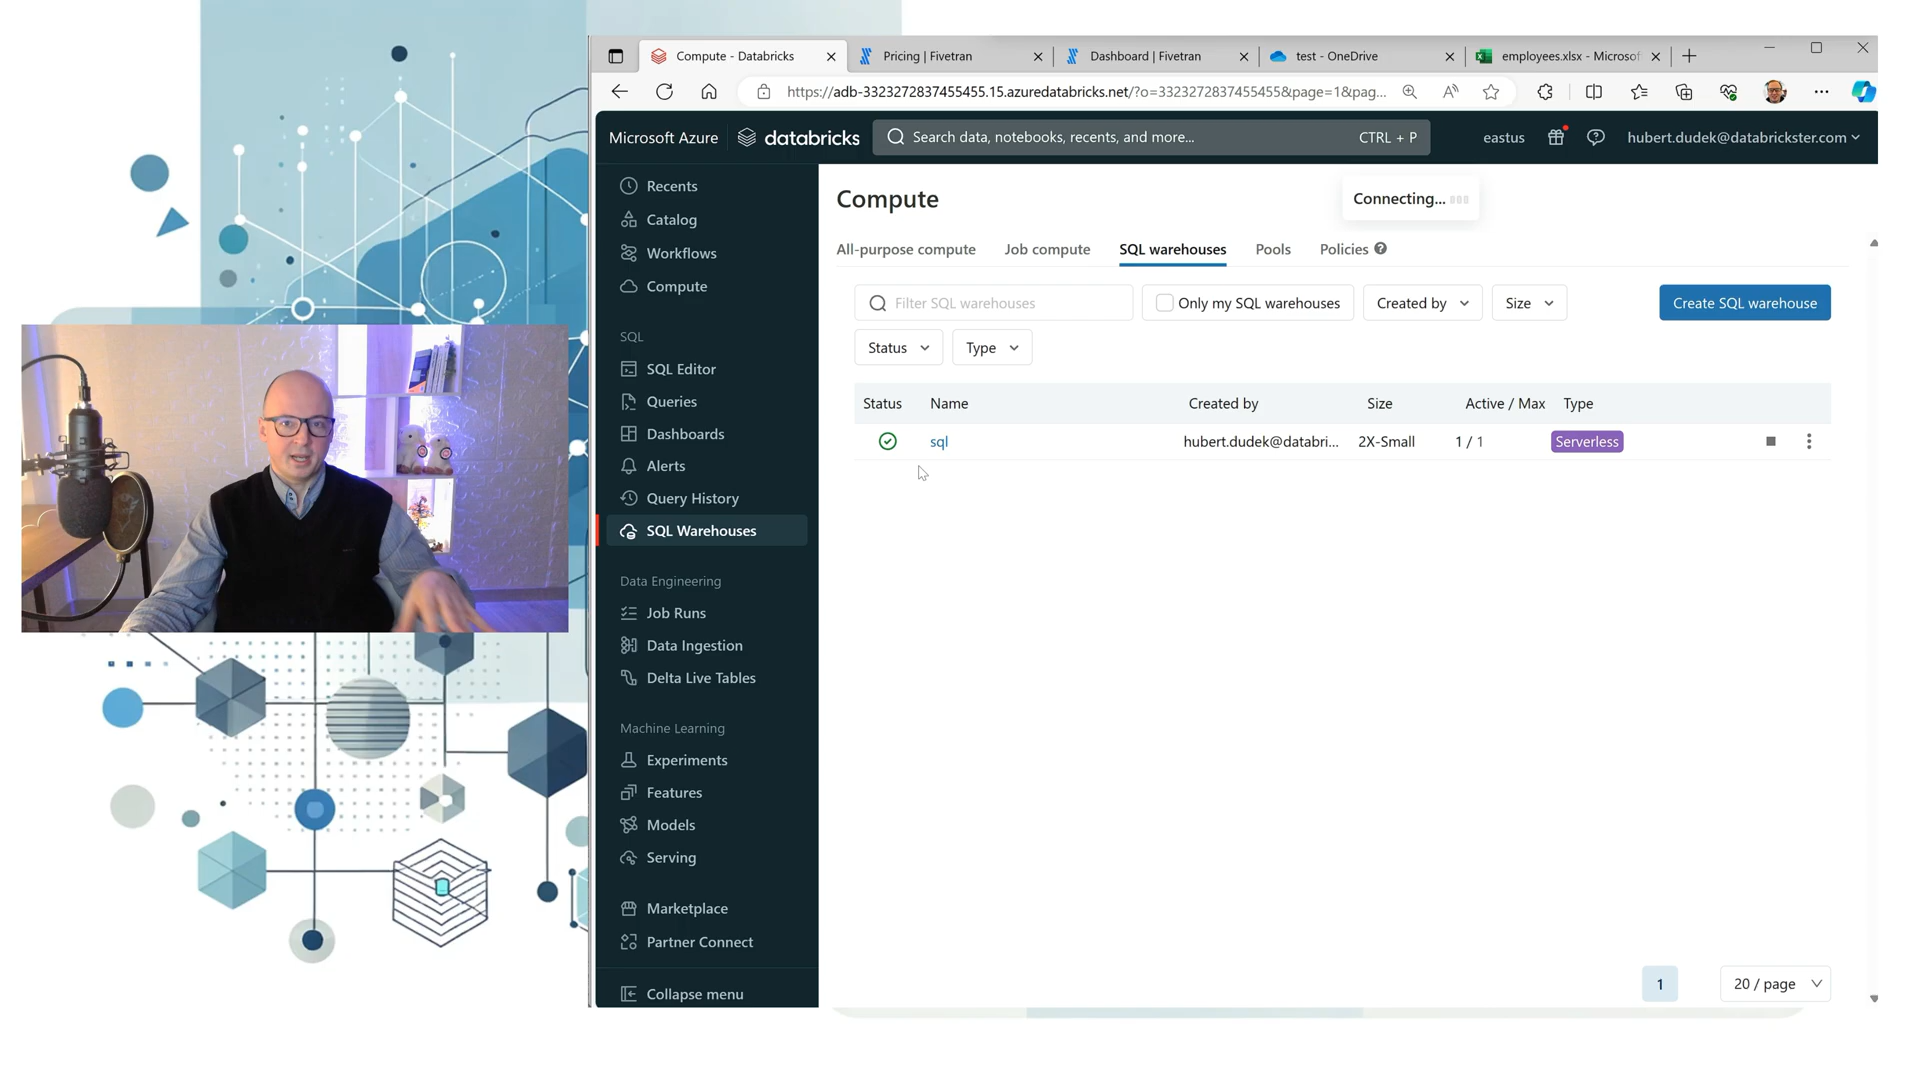 Compute - Databricks
Pricing | Fivetran
Dashboard | Fivetran
test - OneDrive
employees.xlsx - Microsof
https://adb-3323272837455455.15.azuredatabricks.net/?o=3323272837455455&page=1&pag...
Microsoft Azure databricks
Search data, notebooks, recents, and more... CTRL + P
eastus
hubert.dudek@databrickster.com
Recents
Catalog
Workflows
Compute
SQL
SQL Editor
Queries
Dashboards
Alerts
Query History
SQL Warehouses
Data Engineering
Job Runs
Data Ingestion
Delta Live Tables
Machine Learning
Experiments
Features
Models
Serving
Marketplace
Partner Connect
Collapse menu
Compute
Connecting...
All-purpose compute Job compute SQL warehouses Pools Policies
Filter SQL warehouses Only my SQL warehouses Created by Size Create SQL warehouse
Status Type
Status Name Created by Size Active / Max Type
sql hubert.dudek@databri... 2X-Small 1 / 1 Serverless
1 20 / page